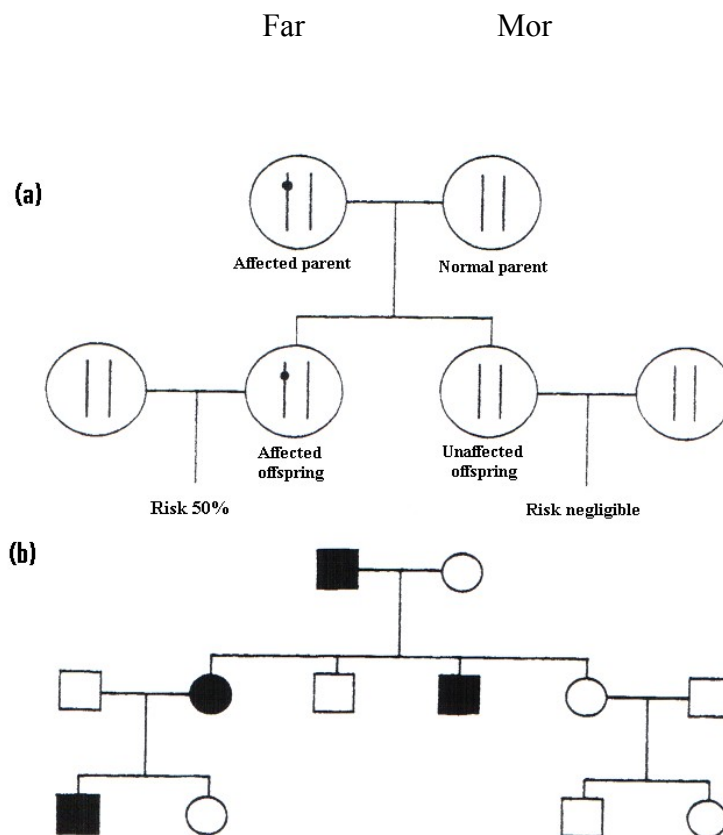 Far Mor
(a)
Affected parent Normal parent
Affected
offspring
Unaffected
offspring
Risk 50% Risk negligible
(b)